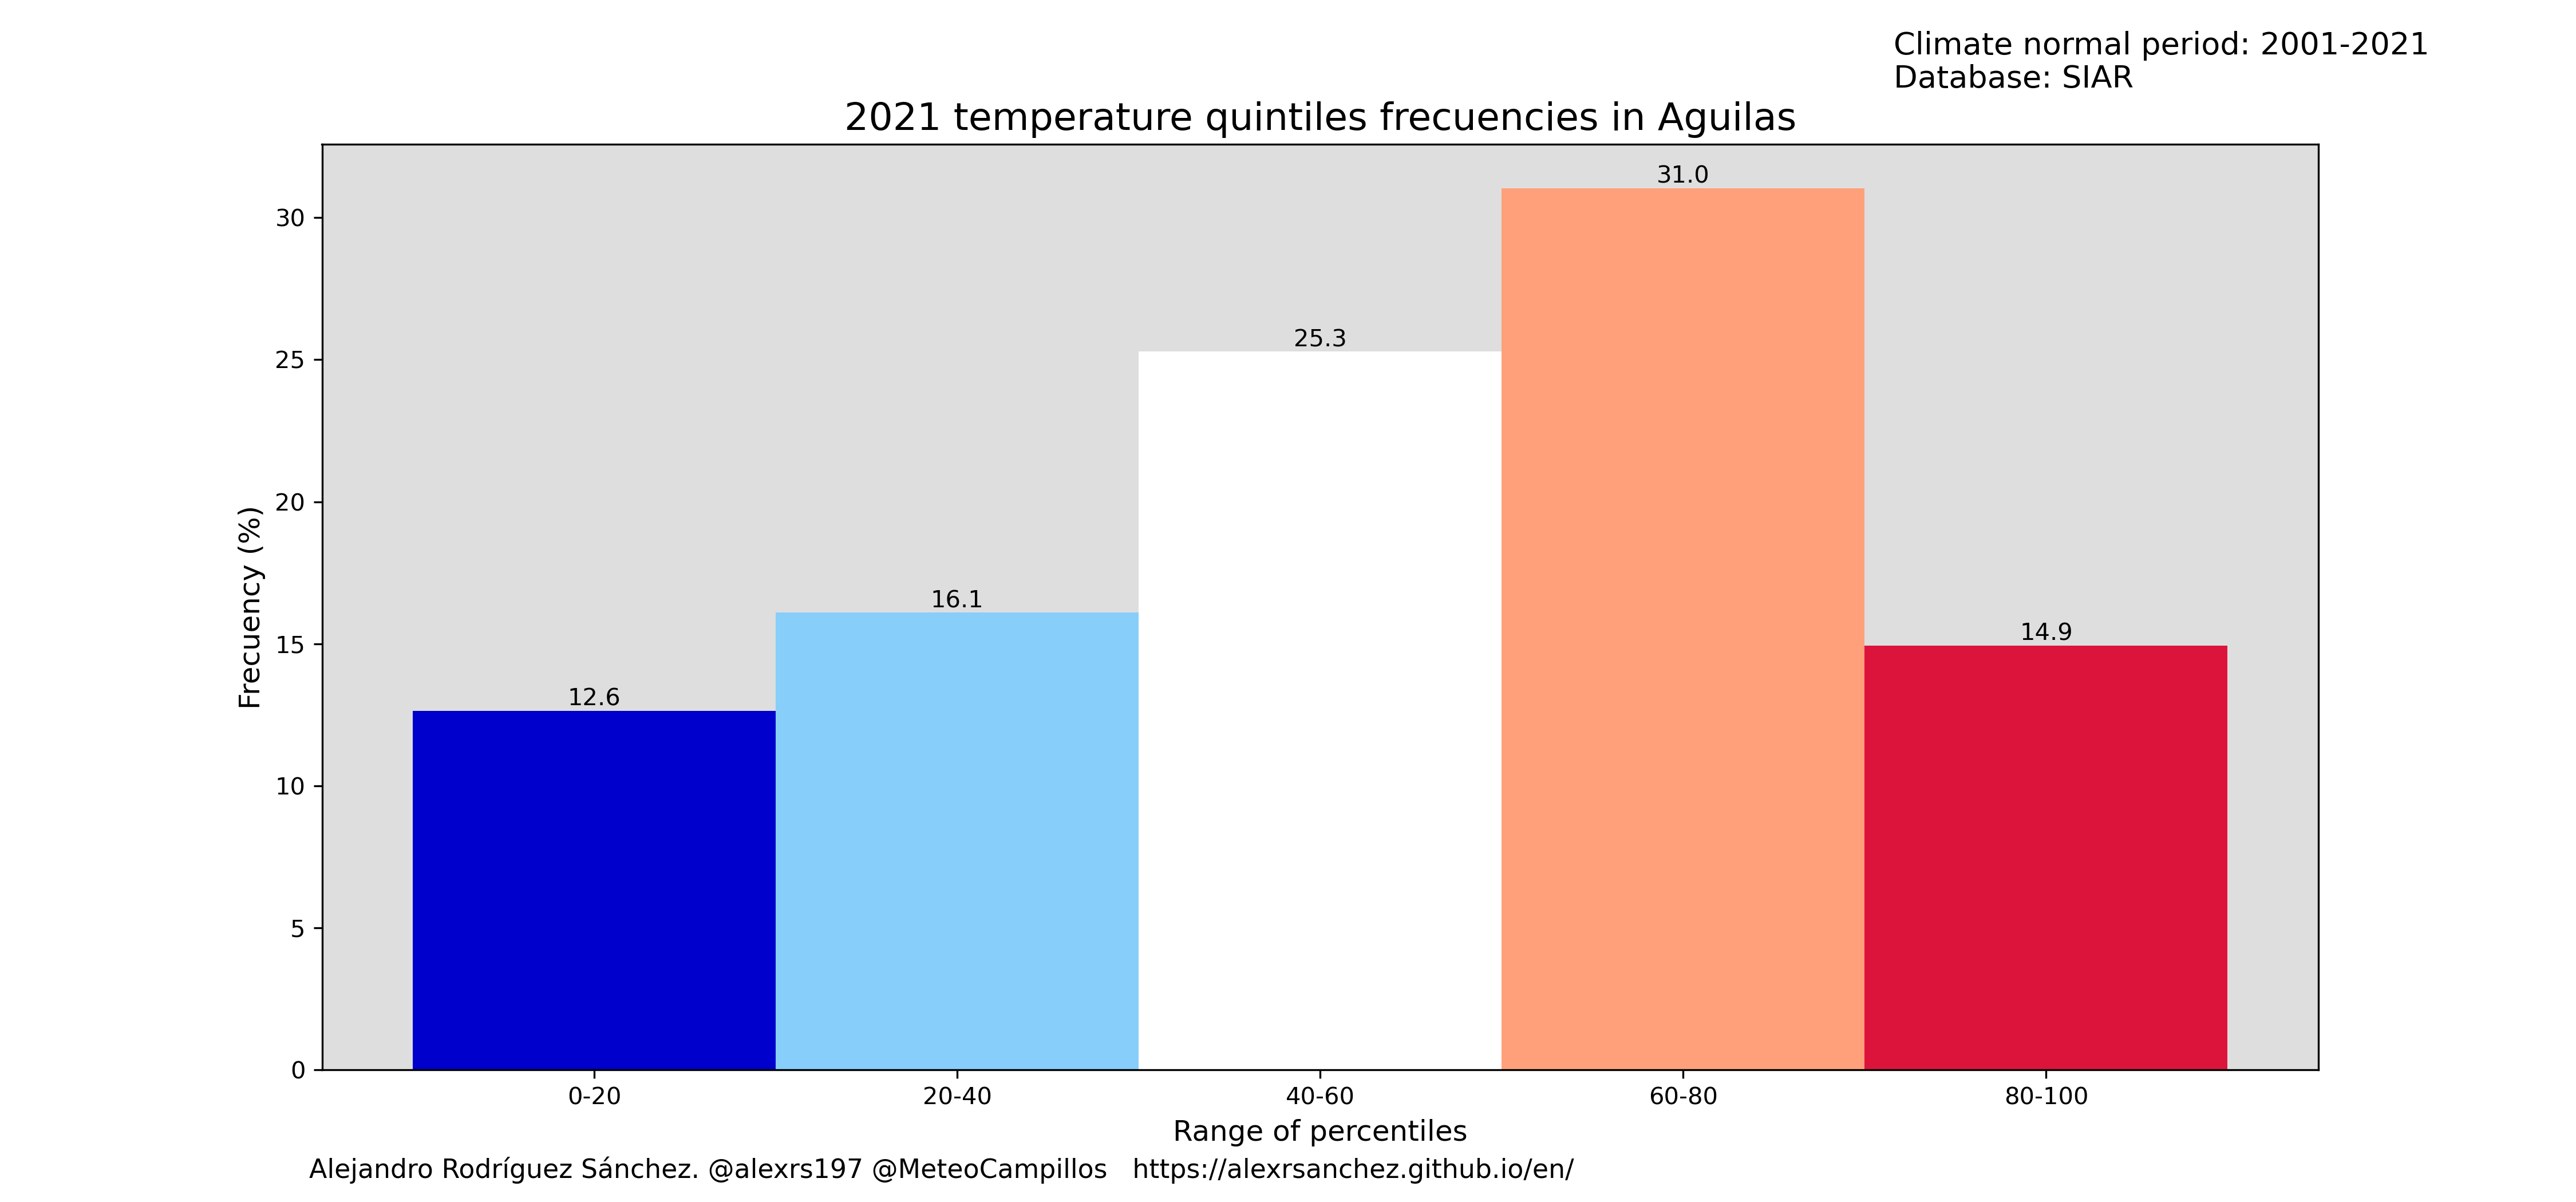 Climate normal period: 2001-2021
Database: SIAR
2021 temperature quintiles frecuencies in Aguilas
Frecuency (%)
30
25
20
15
10
5
0
12.6
16.1
25.3
31.0
14.9
0-20
20-40
40-60
60-80
80-100
Range of percentiles
Alejandro Rodríguez Sánchez. @alexrs197 @MeteoCampillos   https://alexrsanchez.github.io/en/